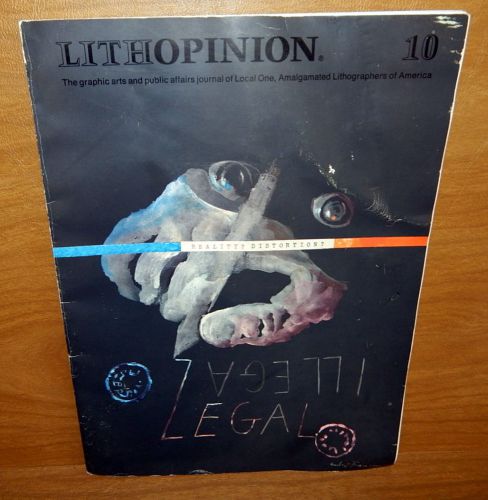 LITHOPINION® 10
The graphic arts and public affairs journal of Local One, Amalgamated Lithographers of America
REALITY? DISTORTION?
ILLEGAL
LEGAL